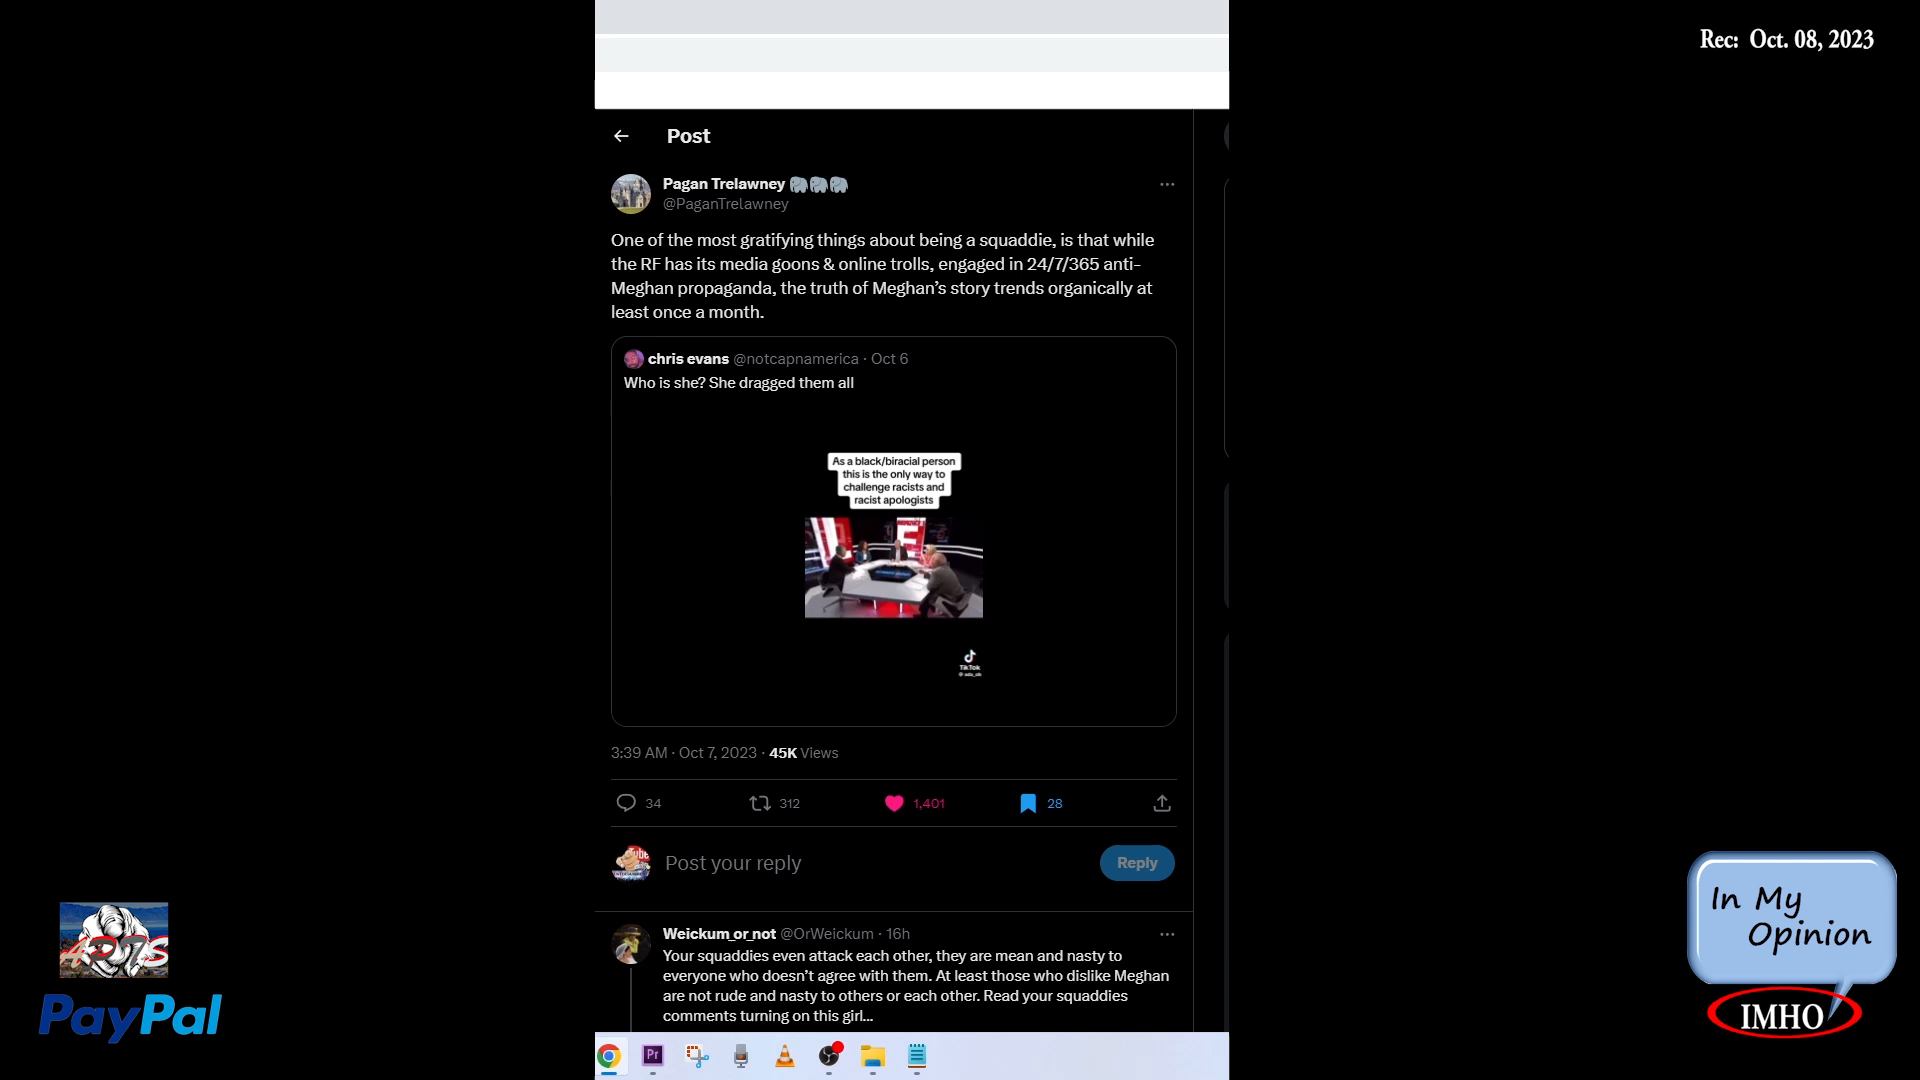 Rec: Oct. 08, 2023
Post
Pagan Trelawney
@PaganTrelawney
One of the most gratifying things about being a squaddie, is that while
the RF has its media goons & online trolls, engaged in 24/7/365 anti-
Meghan propaganda, the truth of Meghan's story trends organically at
least once a month.
chris evans @notcapnamerica · Oct 6
Who is she? She dragged them all
As a black/biracial person
this is the only way to
challenge racists and
racist apologists
TikTok
3:39 AM · Oct 7, 2023 · 45K Views
34 312 1,401 28
Post your reply
Reply
Weickum_or_not @OrWeickum · 16h
Your squaddies even attack each other, they are mean and nasty to
everyone who doesn't agree with them. At least those who dislike Meghan
are not rude and nasty to others or each other. Read your squaddies
comments turning on this girl...
Pr
PayPal
In My
Opinion
IMHO